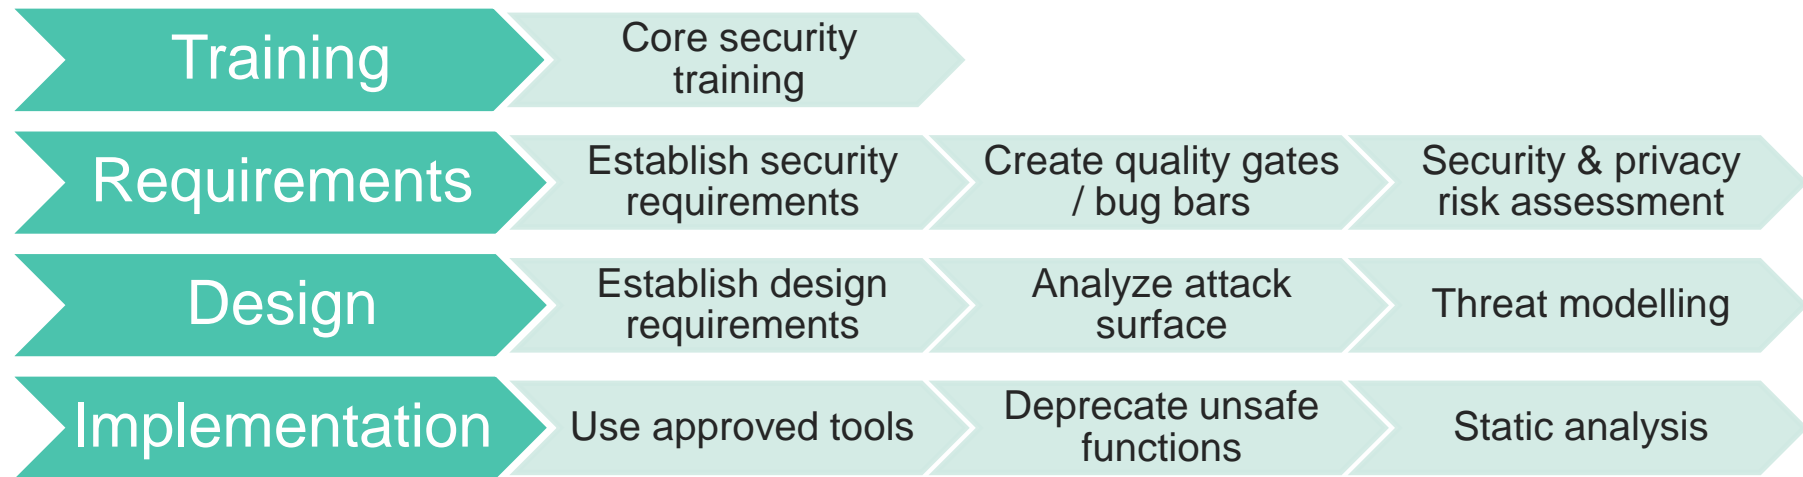 Training
Core security
training
Requirements
Establish security
requirements
Create quality gates
/ bug bars
Security & privacy
risk assessment
Design
Establish design
requirements
Analyze attack
surface
Threat modelling
Implementation
Use approved tools
Deprecate unsafe
functions
Static analysis